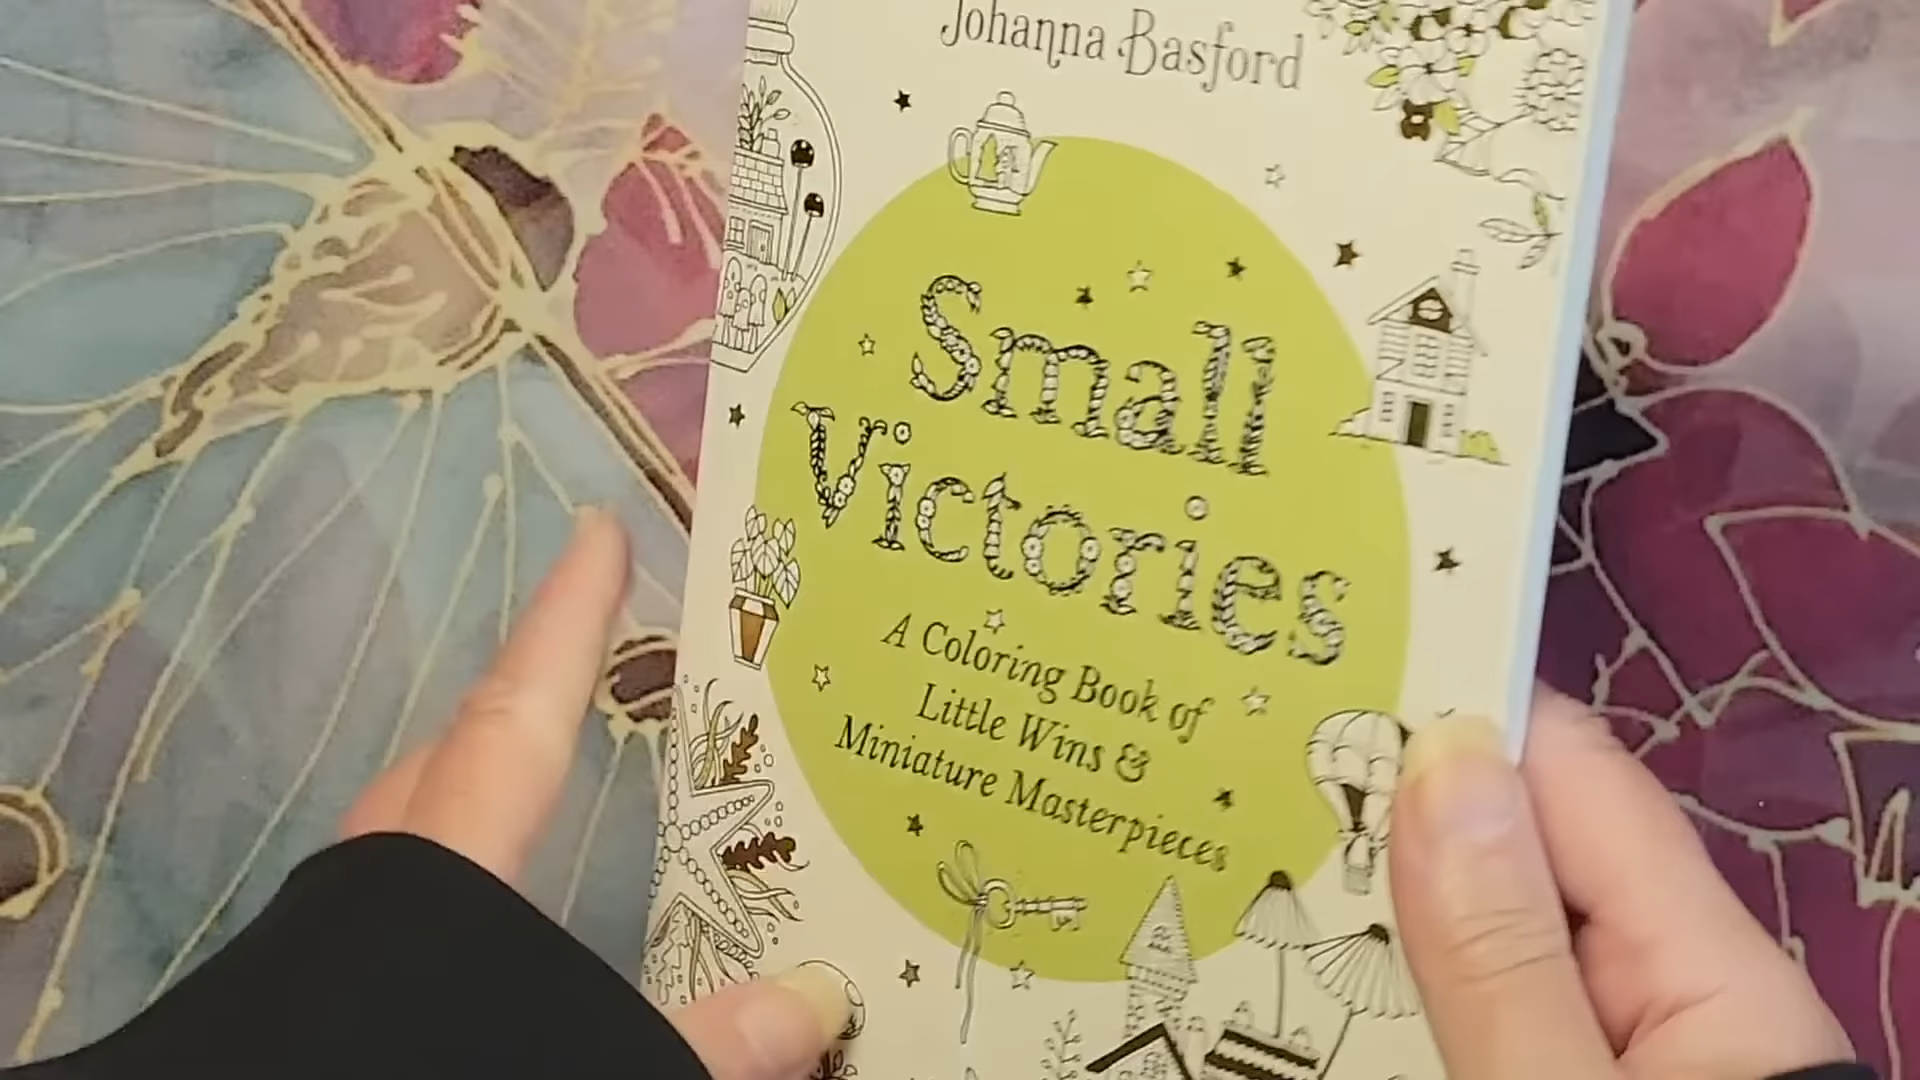 Johanna Basford
Small
Victories
A Coloring Book of
Little Wins &
Miniature Masterpieces